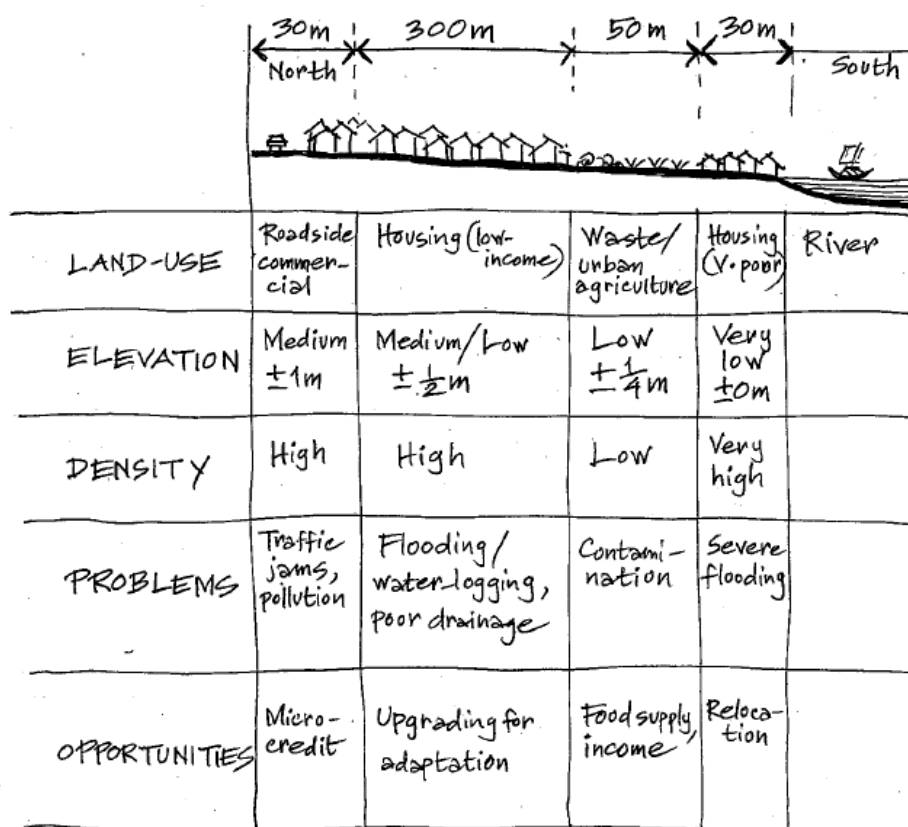 30m 300m 50m 30m
North South
LAND-USE
Roadside
commer-
cial
Housing (low-
income)
Waste/
urban
agriculture
Housing
(V. poor)
River
ELEVATION
Medium
±1m
Medium/Low
± 1/2 m
Low
± 1/4 m
Very
low
±0m
DENSITY
High
High
Low
Very
high
PROBLEMS
Traffic
jams,
pollution
Flooding/
water logging,
poor drainage
Contami-
nation
Severe
flooding
OPPORTUNITIES
Micro-
credit
Upgrading for
adaptation
Food supply,
income
Reloca-
tion